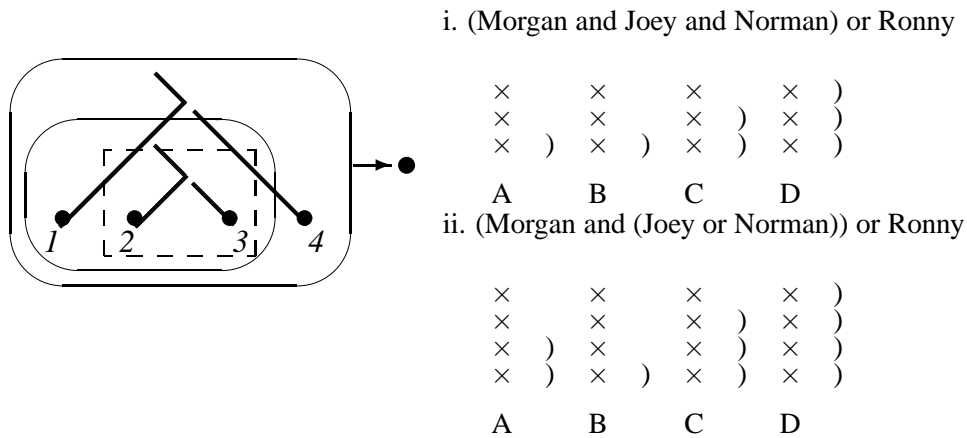 i. (Morgan and Joey and Norman) or Ronny
× × × × )
× × × ) × )
× ) × ) × ) × )
A B C D
ii. (Morgan and (Joey or Norman)) or Ronny
× × × × )
× × × ) × )
× ) × × ) × )
× ) × ) × ) × )
A B C D
1 2 3 4